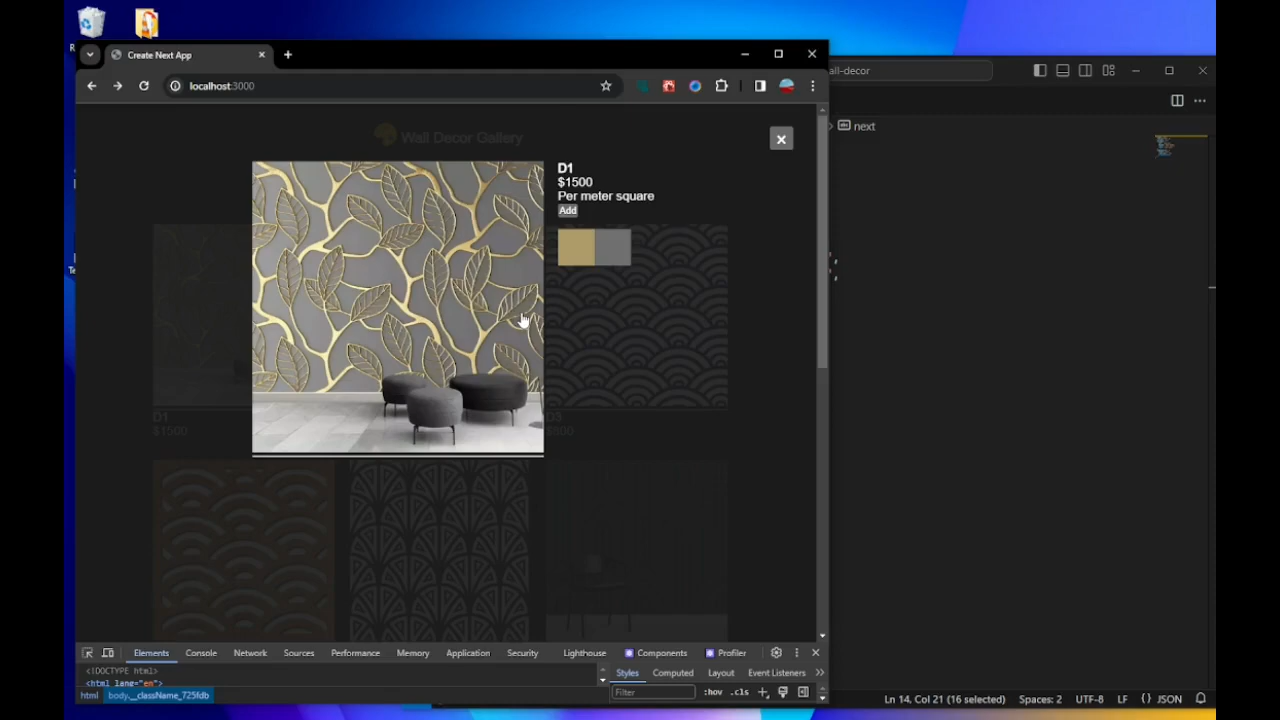 Create Next App
all-decor
localhost:3000
next
Wall Decor Gallery
D1
$1500
Per meter square
Add
D1
$1500
D3
$800
Elements Console Network Sources Performance Memory Application Security Lighthouse Components Profiler
<!DOCTYPE html>
<html lang="en">
html body.__className_725fdb
Styles Computed Layout Event Listeners
Filter :hov .cls
Ln 14, Col 21 (16 selected) Spaces: 2 UTF-8 LF {} JSON